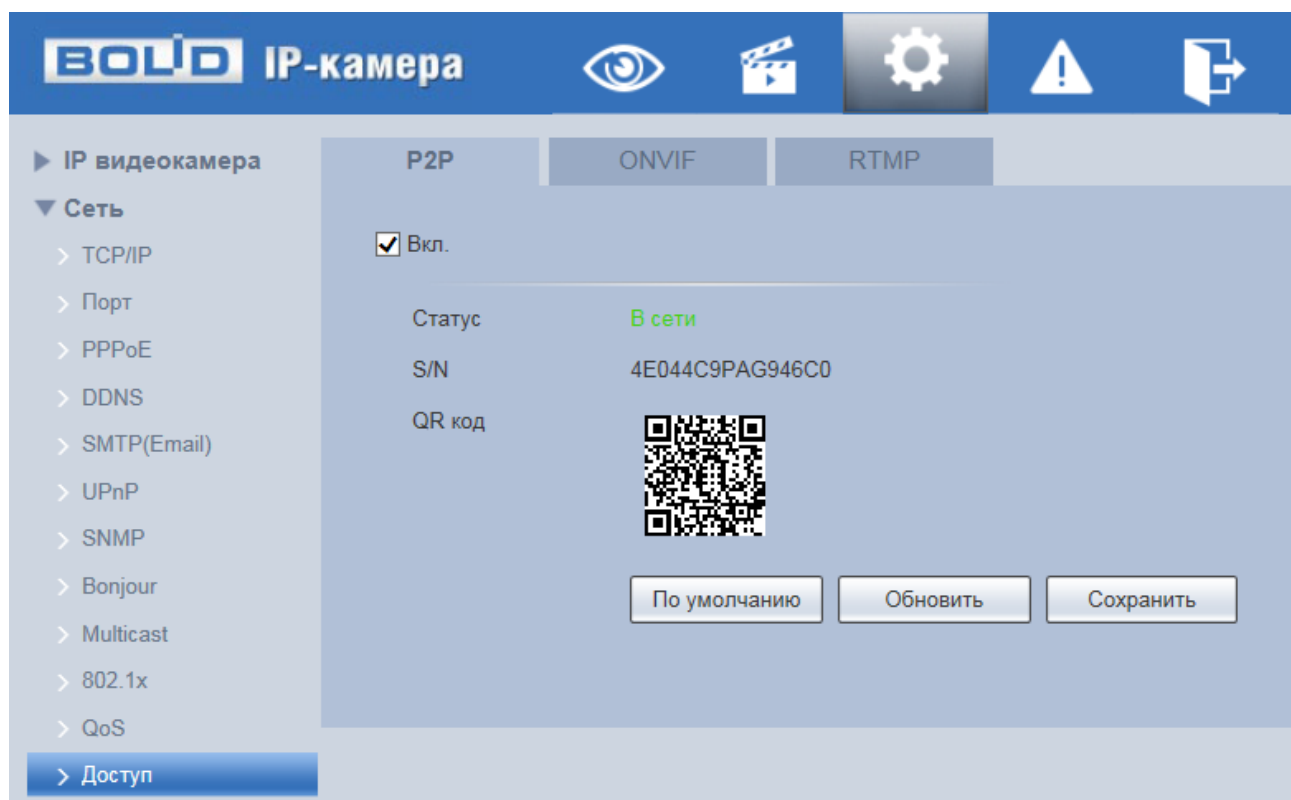 BOLID IP-камера
IP видеокамера
Сеть
TCP/IP
Порт
PPPoE
DDNS
SMTP(Email)
UPnP
SNMP
Bonjour
Multicast
802.1x
QoS
Доступ
P2P ONVIF RTMP
Вкл.
Статус В сети
S/N 4E044C9PAG946C0
QR код
По умолчанию Обновить Сохранить